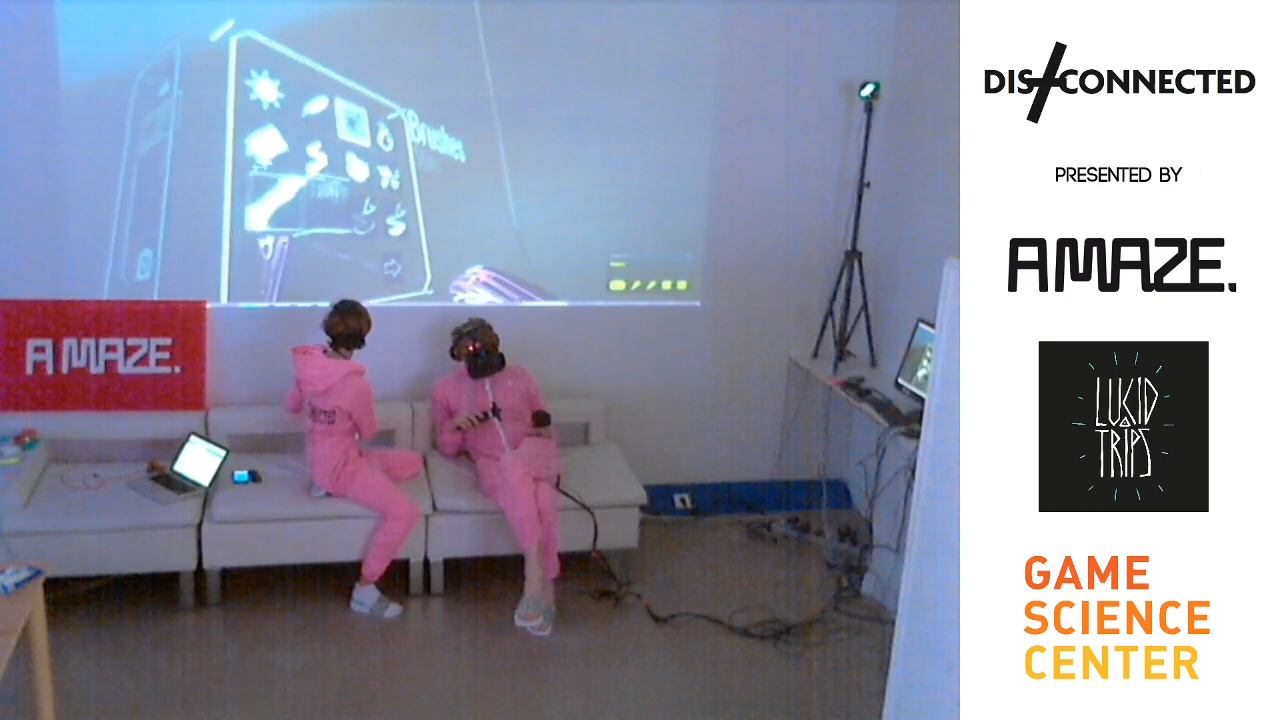 Brushes
A MAZE.
DIS/CONNECTED
PRESENTED BY
A MAZE.
LUCID
TRIPS
GAME
SCIENCE
CENTER